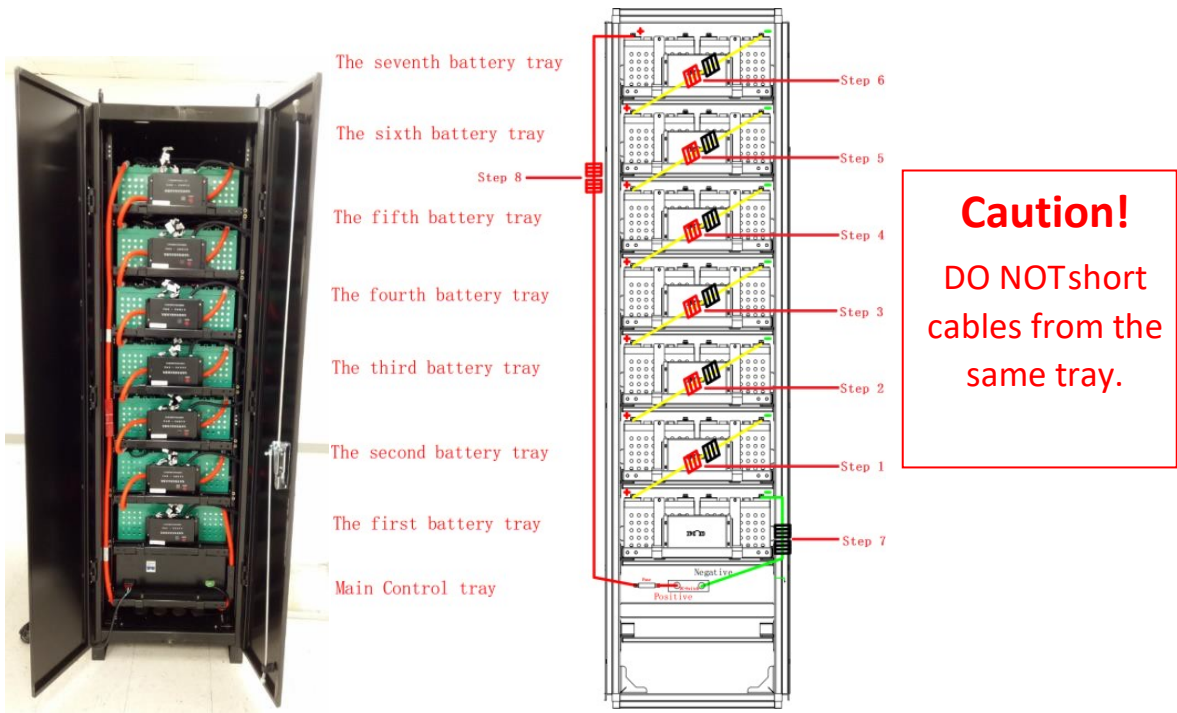 The seventh battery tray
The sixth battery tray
Step 8
The fifth battery tray
The fourth battery tray
The third battery tray
The second battery tray
The first battery tray
Main Control tray
+
-
Step 6
+
-
Step 5
+
-
Step 4
+
-
Step 3
+
-
Step 2
+
-
Step 1
+
-
Step 7
Negative
Fuse
Positive
Caution!
DO NOTshort
cables from the
same tray.